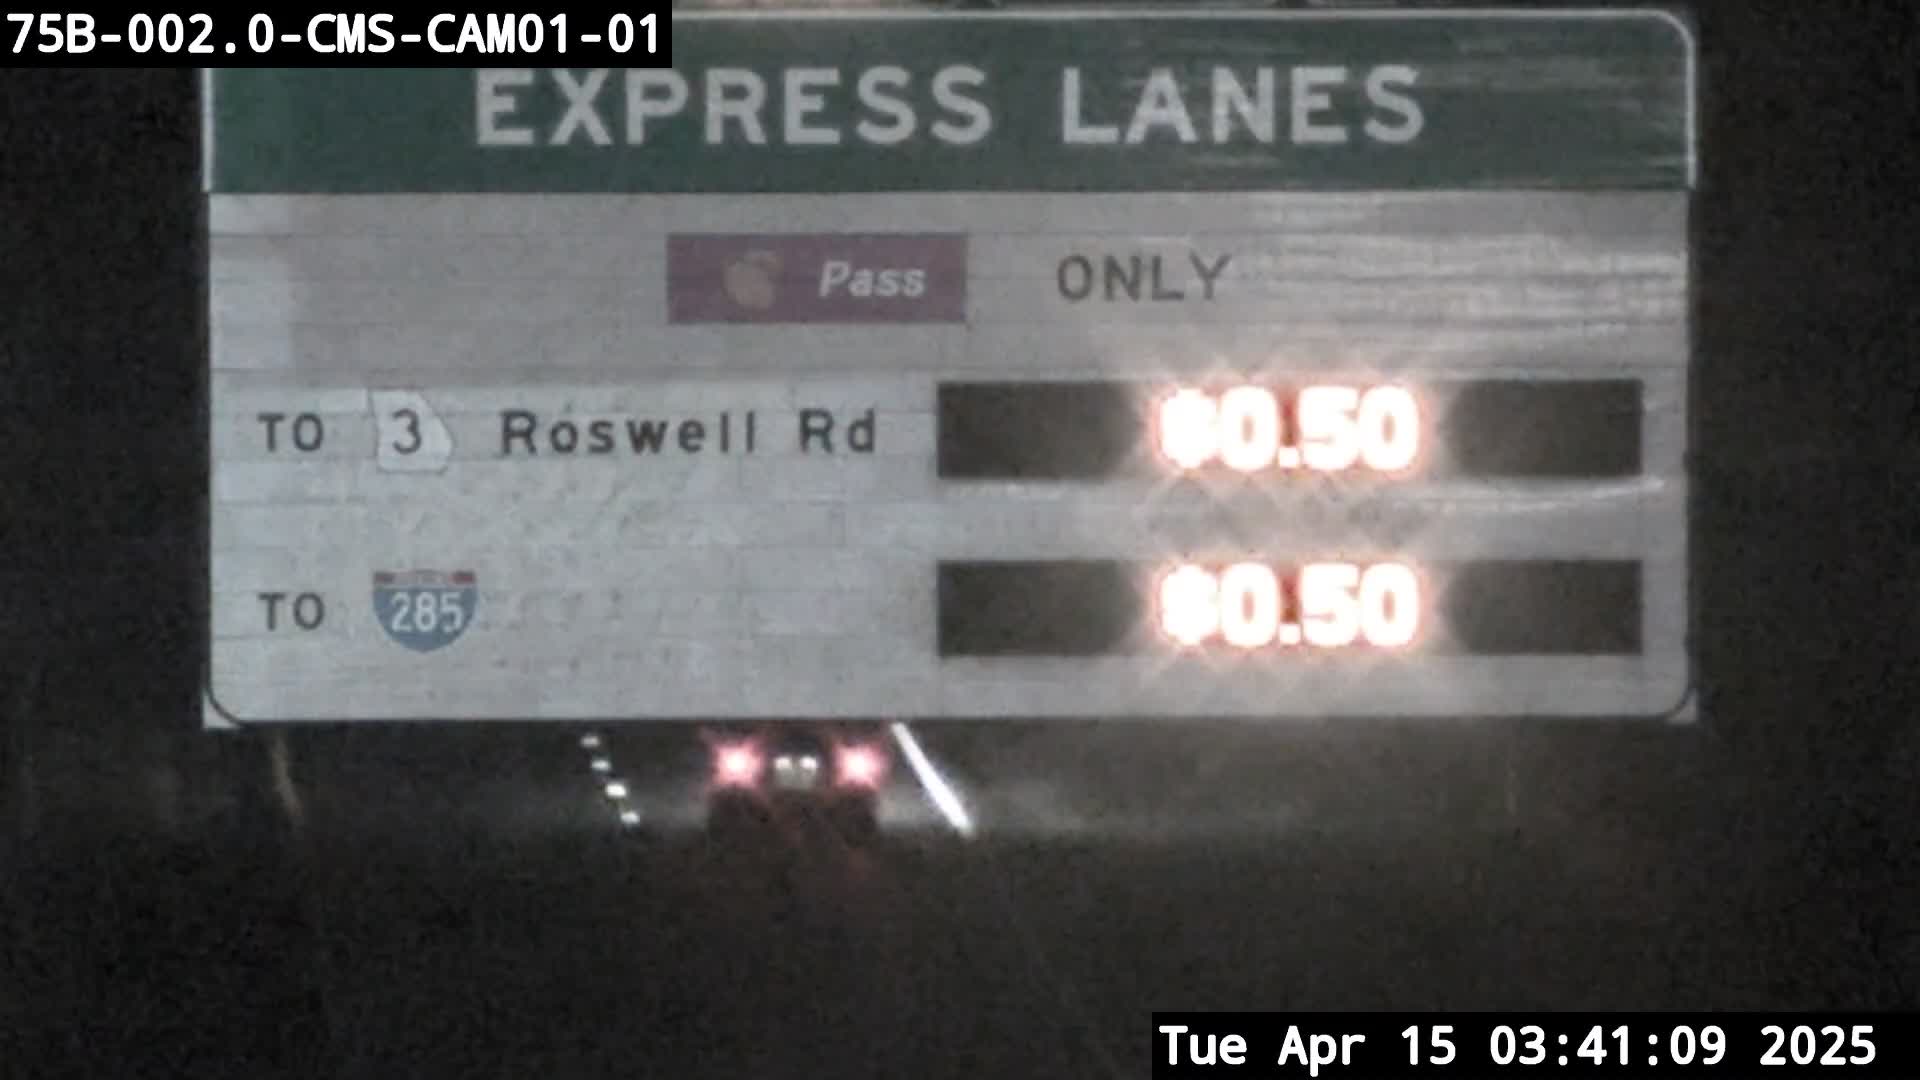 75B-002.0-CMS-CAM01-01
EXPRESS LANES
Pass ONLY
TO 3 Roswell Rd $0.50
TO 285 $0.50
Tue Apr 15 03:41:09 2025